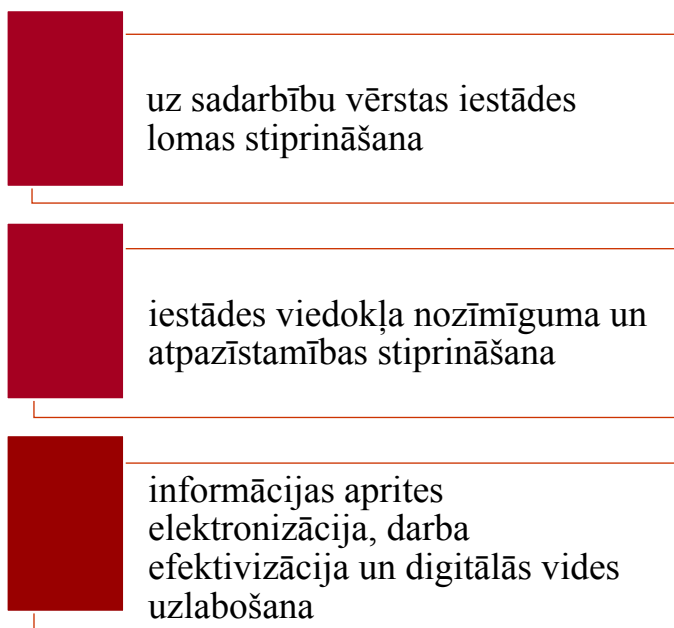 uz sadarbību vērstas iestādes
lomas stiprināšana
iestādes viedokļa nozīmīguma un
atpazīstamības stiprināšana
informācijas aprites
elektronizācija, darba
efektivizācija un digitālās vides
uzlabošana